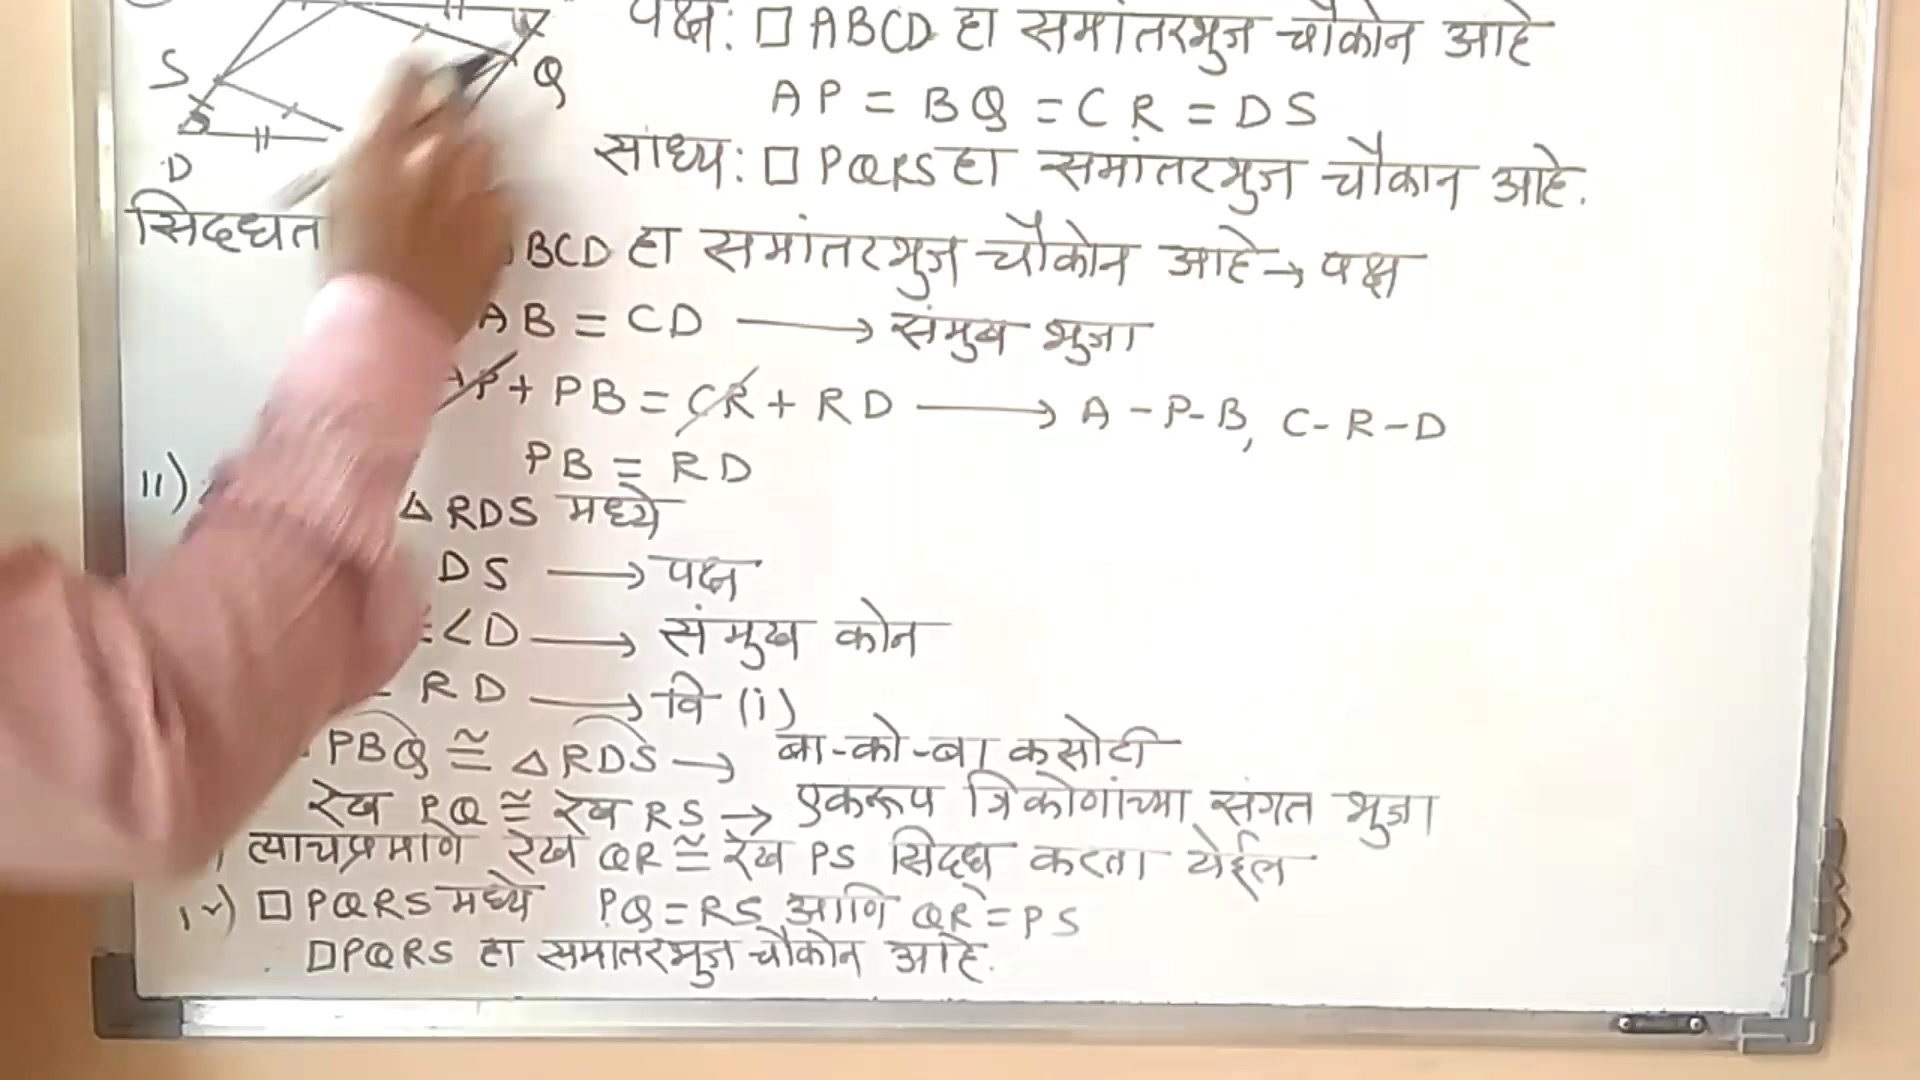 पक्ष: □ ABCD हा समांतरभुज चौकोन आहे
S
Q
AP = BQ = CR = DS
साध्य: □ PQRS हा समांतरभुज चौकोन आहे.
D
सिद्धत
BCD हा समांतरभुज चौकोन आहे → पक्ष
AB = CD → संमुख भुजा
AP + PB = CR + RD → A - P - B, C - R - D
PB = RD
II)
△ RDS मध्ये
DS → पक्ष
= ∠D → संमुख कोन
RD → वि (i)
PBQ ≅ △ RDS → बा-को-बा कसोटी
रेख PQ ≅ रेख RS → एकरूप त्रिकोणांच्या संगत भुजा
त्याचप्रमाणे रेख QR ≅ रेख PS सिद्ध करता येईल
iv) □ PQRS मध्ये PQ = RS आणि QR = PS
□PQRS हा समांतरभुज चौकोन आहे.